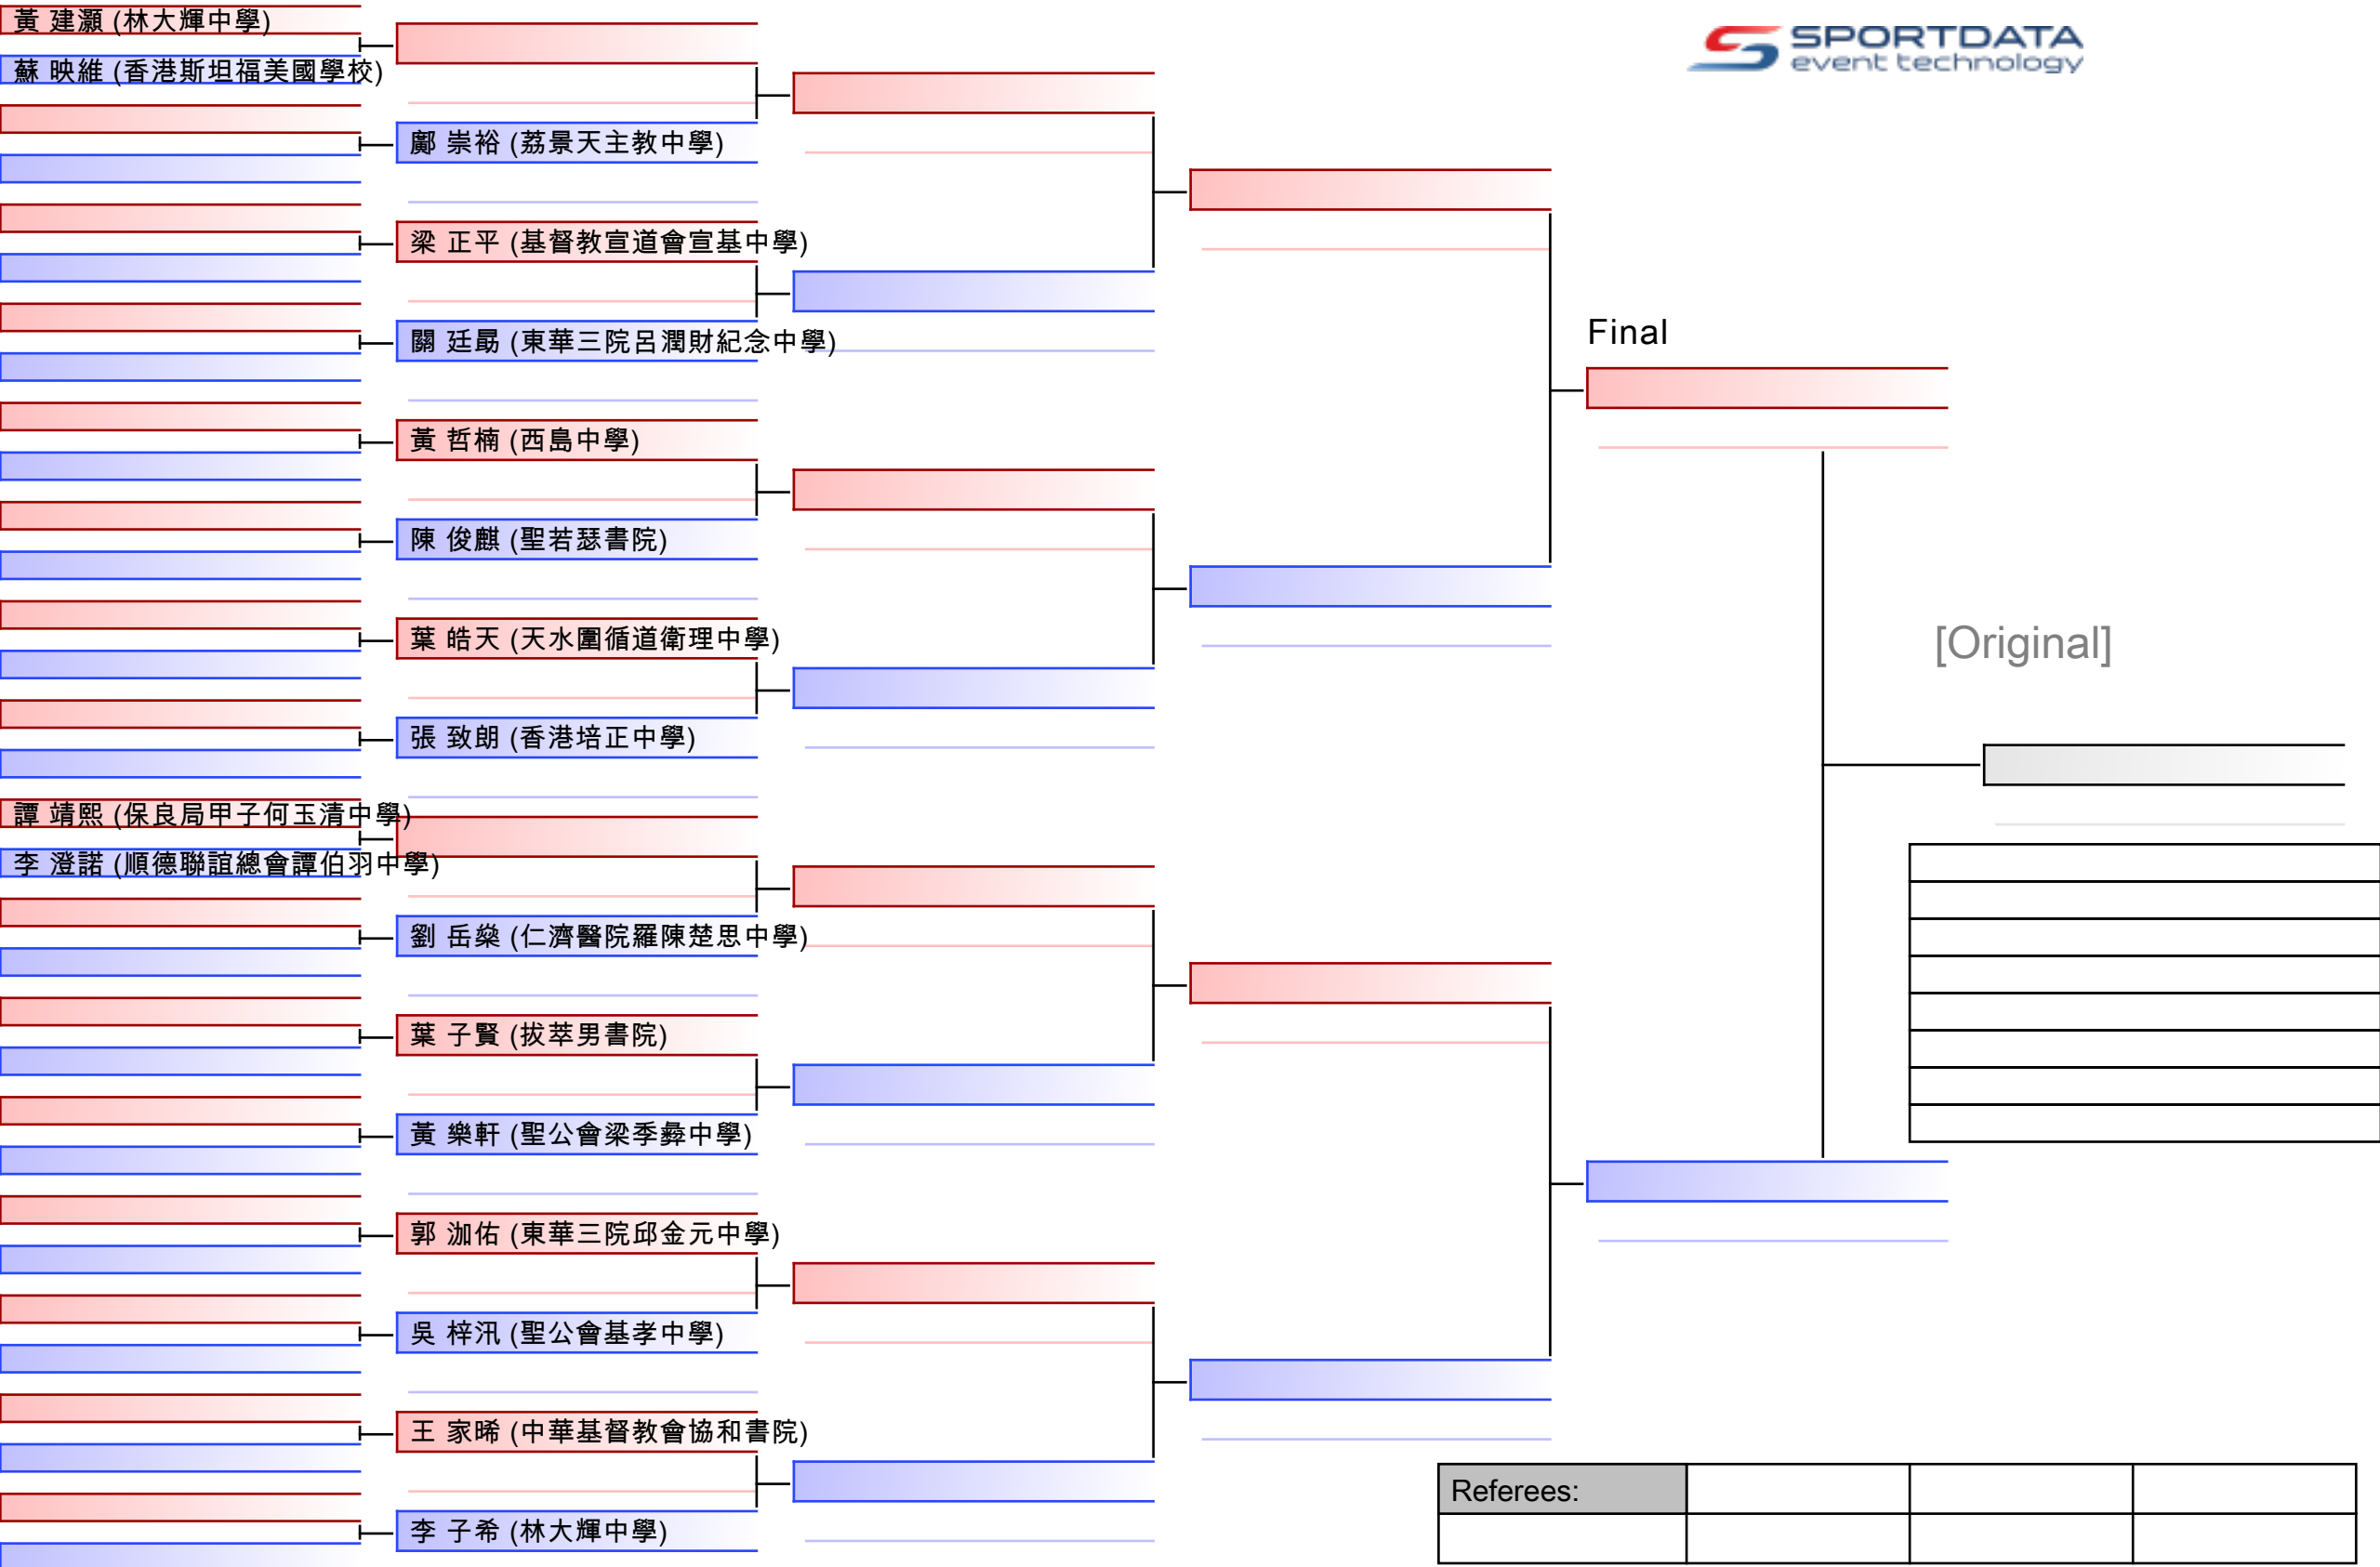 黃 建灝 (林大輝中學)
蘇 映維 (香港斯坦福美國學校)
SPORTDATA
event technology
鄺 崇裕 (荔景天主教中學)
梁 正平 (基督教宣道會宣基中學)
關 廷勗 (東華三院呂潤財紀念中學)
Final
黃 哲楠 (西島中學)
陳 俊麒 (聖若瑟書院)
葉 皓天 (天水圍循道衛理中學)
[Original]
張 致朗 (香港培正中學)
譚 靖熙 (保良局甲子何玉清中學)
李 澄諾 (順德聯誼總會譚伯羽中學)
劉 岳燊 (仁濟醫院羅陳楚思中學)
葉 子賢 (拔萃男書院)
黃 樂軒 (聖公會梁季彜中學)
郭 泇佑 (東華三院邱金元中學)
吳 梓汛 (聖公會基孝中學)
王 家晞 (中華基督教會協和書院)
Referees:
李 子希 (林大輝中學)